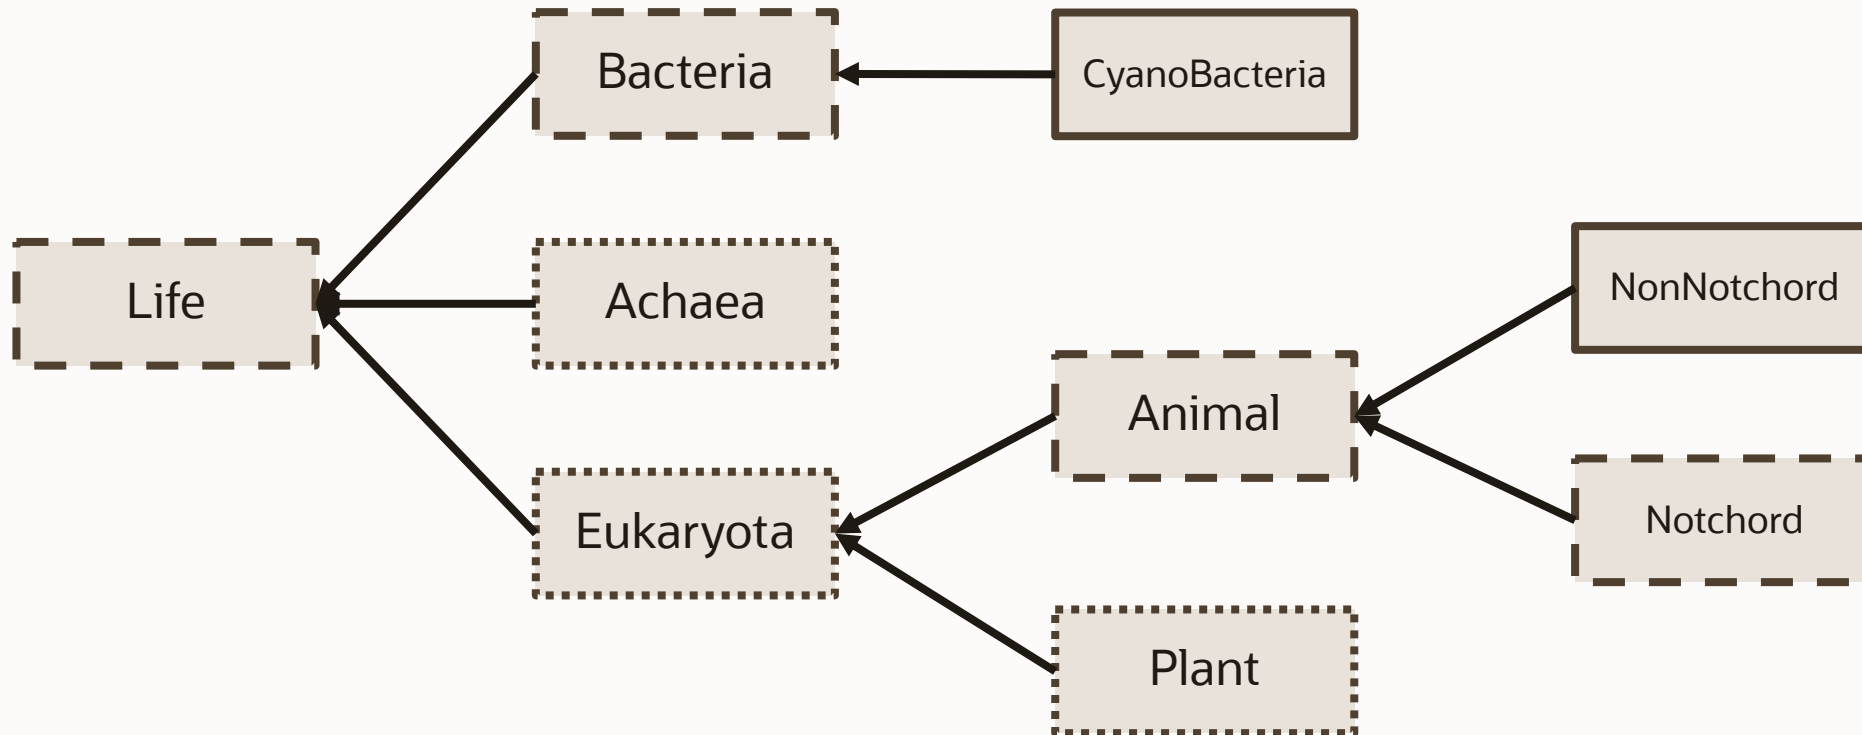 Bacteria
CyanoBacteria
Life
Achaea
NonNotchord
Animal
Eukaryota
Notchord
Plant